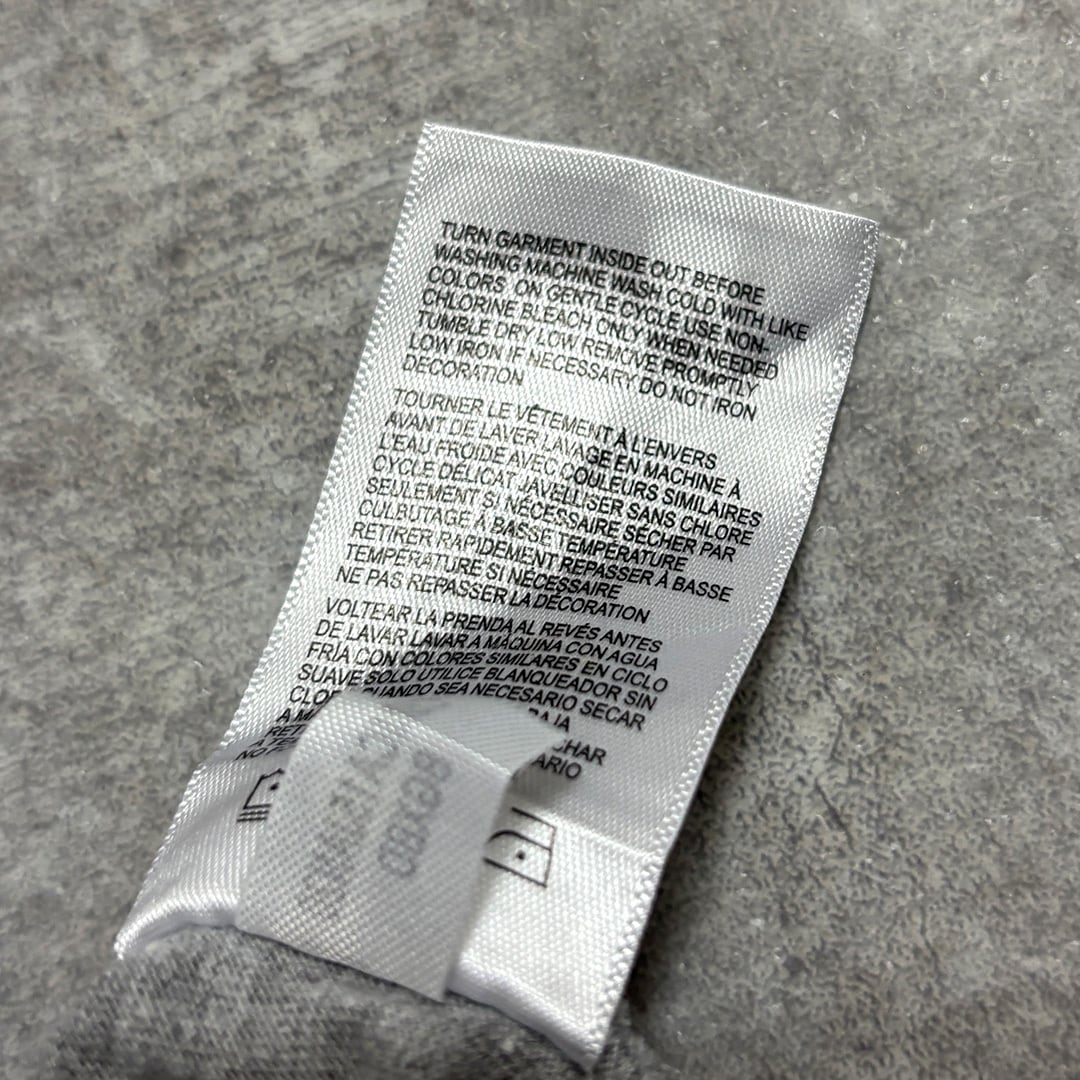 TURN GARMENT INSIDE OUT BEFORE
WASHING MACHINE WASH COLD WITH LIKE
COLORS ON GENTLE CYCLE USE NON-
CHLORINE BLEACH ONLY WHEN NEEDED
TUMBLE DRY LOW REMOVE PROMPTLY
LOW IRON IF NECESSARY DO NOT IRON
DECORATION
TOURNER LE VÊTEMENT À L'ENVERS
AVANT DE LAVER LAVAGE EN MACHINE À
L'EAU FROIDE AVEC COULEURS SIMILAIRES
CYCLE DÉLICAT JAVELLISER SANS CHLORE
SEULEMENT SI NÉCESSAIRE SÉCHER PAR
CULBUTAGE À BASSE TEMPÉRATURE
RETIRER RAPIDEMENT REPASSER À BASSE
TEMPÉRATURE SI NÉCESSAIRE
NE PAS REPASSER LA DÉCORATION
VOLTEAR LA PRENDA AL REVÉS ANTES
DE LAVAR LAVAR A MÁQUINA CON AGUA
FRÍA CON COLORES SIMILARES EN CICLO
SUAVE SOLO UTILICE BLANQUEADOR SIN
CUANDO SEA NECESARIO SECAR